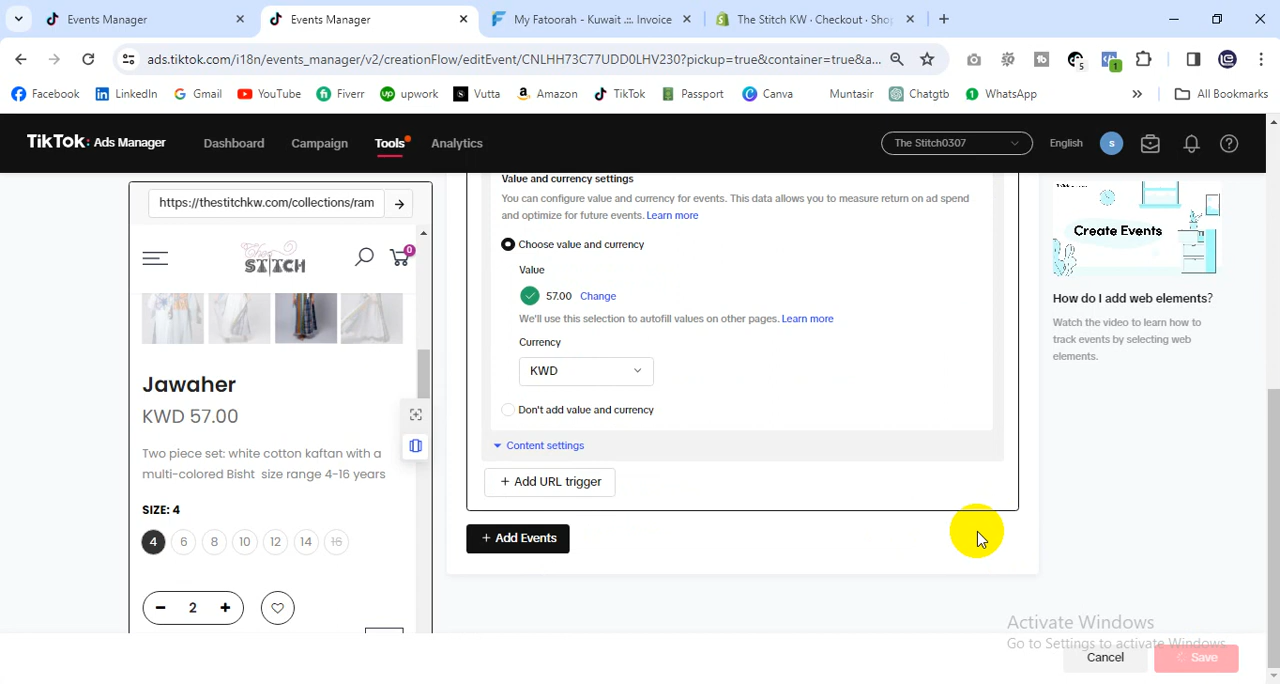 Events Manager
Events Manager
My Fatoorah - Kuwait .::. Invoice
The Stitch KW · Checkout · Sho
ads.tiktok.com/i18n/events_manager/v2/creationFlow/editEvent/CNLHH73C77UDD0LHV230?pickup=true&container=true&a...
5
1
Facebook
LinkedIn
Gmail
YouTube
Fiverr
upwork
Vutta
Amazon
TikTok
Passport
Canva
Muntasir
Chatgtb
WhatsApp
All Bookmarks
TikTok: Ads Manager
Dashboard
Campaign
Tools
Analytics
The Stitch0307
English
S
https://thestitchkw.com/collections/ram
STITCH
0
Jawaher
KWD 57.00
Two piece set: white cotton kaftan with a
multi-colored Bisht size range 4-16 years
SIZE: 4
4 6 8 10 12 14 16
2
Value and currency settings
You can configure value and currency for events. This data allows you to measure return on ad spend
and optimize for future events. Learn more
Choose value and currency
Value
57.00 Change
We'll use this selection to autofill values on other pages. Learn more
Currency
KWD
Don't add value and currency
Content settings
+ Add URL trigger
+ Add Events
Create Events
How do I add web elements?
Watch the video to learn how to
track events by selecting web
elements.
Activate Windows
Go to Settings to activate Windows.
Cancel
Save